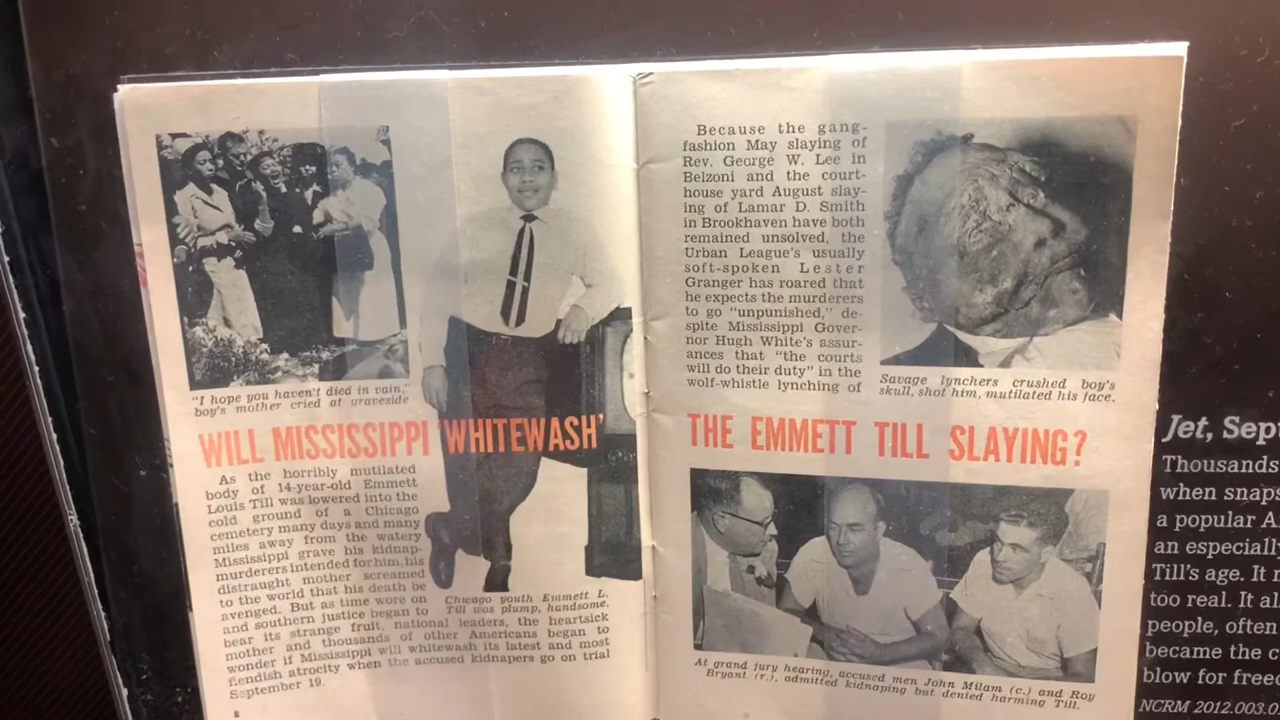 "I hope you haven't died in vain,"
boy's mother cried at graveside
WILL MISSISSIPPI 'WHITEWASH'
As the horribly mutilated
body of 14-year-old Emmett
Louis Till was lowered into the
cold ground of a Chicago
cemetery many days and many
miles away from the watery
Mississippi grave his kidnap-
murderers intended for him, his
distraught mother screamed
to the world that his death be
avenged. But as time wore on
and southern justice began to
bear its strange fruit, national leaders, the heartsick
mother and thousands of other Americans began to
wonder if Mississippi will whitewash its latest and most
fiendish atrocity when the accused kidnapers go on trial
September 19.
Chicago youth Emmett L.
Till was plump, handsome.
8
Because the gang-
fashion May slaying of
Rev. George W. Lee in
Belzoni and the court-
house yard August slay-
ing of Lamar D. Smith
in Brookhaven have both
remained unsolved, the
Urban League's usually
soft-spoken Lester
Granger has roared that
he expects the murderers
to go "unpunished," de-
spite Mississippi Gover-
nor Hugh White's assur-
ances that "the courts
will do their duty" in the
wolf-whistle lynching of
Savage lynchers crushed boy's
skull, shot him, mutilated his face.
THE EMMETT TILL SLAYING?
At grand jury hearing, accused men John Milam (c.) and Roy
Bryant (r.), admitted kidnaping but denied harming Till.
Jet, Sept
Thousands
when snaps
a popular A
an especially
Till's age. It
too real. It al
people, often
became the c
blow for free
NCRM 2012.003.0